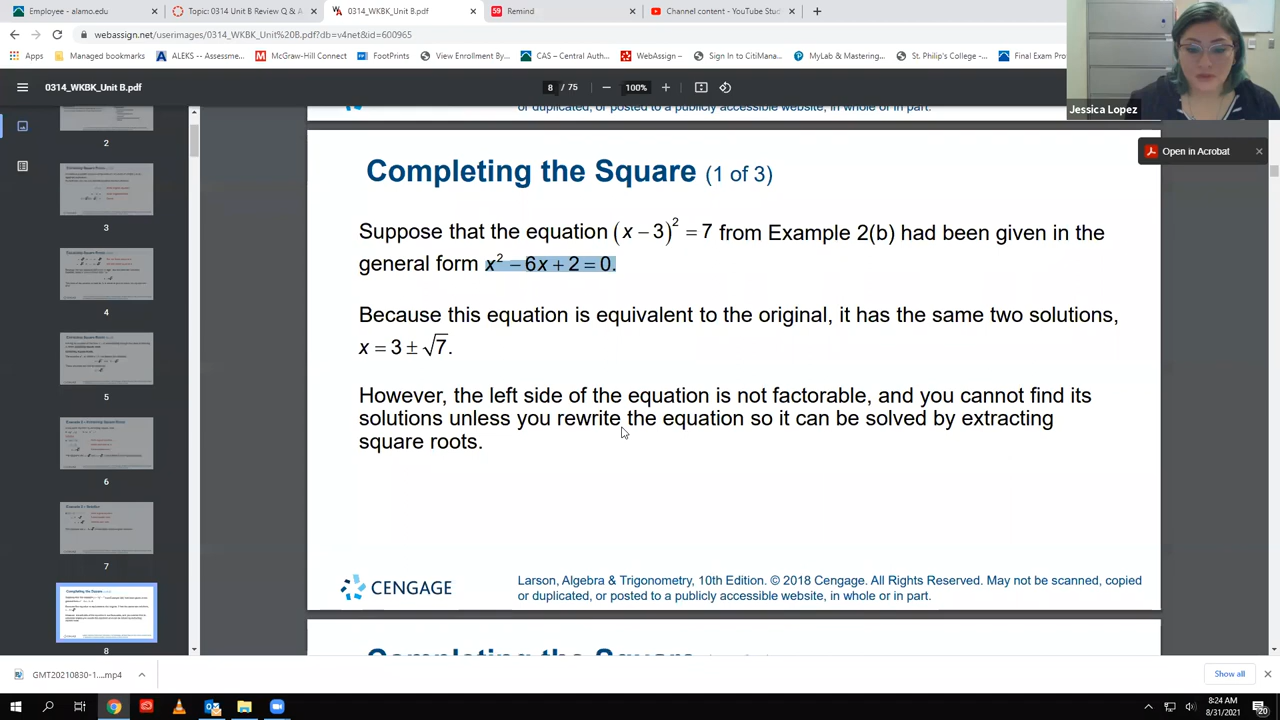 Employee - alamo.edu
Topic: 0314 Unit B Review Q & A
0314_WKBK_Unit B.pdf
59 Remind
Channel content - YouTube Stu
webassign.net/userimages/0314_WKBK_Unit%20B.pdf?db=v4net&id=600965
Apps
Managed bookmarks
ALEKS -- Assessme...
McGraw-Hill Connect
FootPrints
View Enrollment By...
CAS – Central Auth...
WebAssign –
Sign In to CitiMana...
MyLab & Mastering...
St. Philip's College -...
Final Exam Pro
0314_WKBK_Unit B.pdf
8 / 75
100%
Jessica Lopez
Open in Acrobat
or duplicated, or posted to a publicly accessible website, in whole or in part.
Completing the Square (1 of 3)
Suppose that the equation (x − 3)² = 7 from Example 2(b) had been given in the
general form x² − 6x + 2 = 0.
Because this equation is equivalent to the original, it has the same two solutions,
x = 3 ± √7.
However, the left side of the equation is not factorable, and you cannot find its
solutions unless you rewrite the equation so it can be solved by extracting
square roots.
CENGAGE
Larson, Algebra & Trigonometry, 10th Edition. © 2018 Cengage. All Rights Reserved. May not be scanned, copied
or duplicated, or posted to a publicly accessible website, in whole or in part.
Completing the Square
2
3
4
5
6
7
8
GMT20210830-1....mp4
Show all
8:24 AM
8/31/2021
20